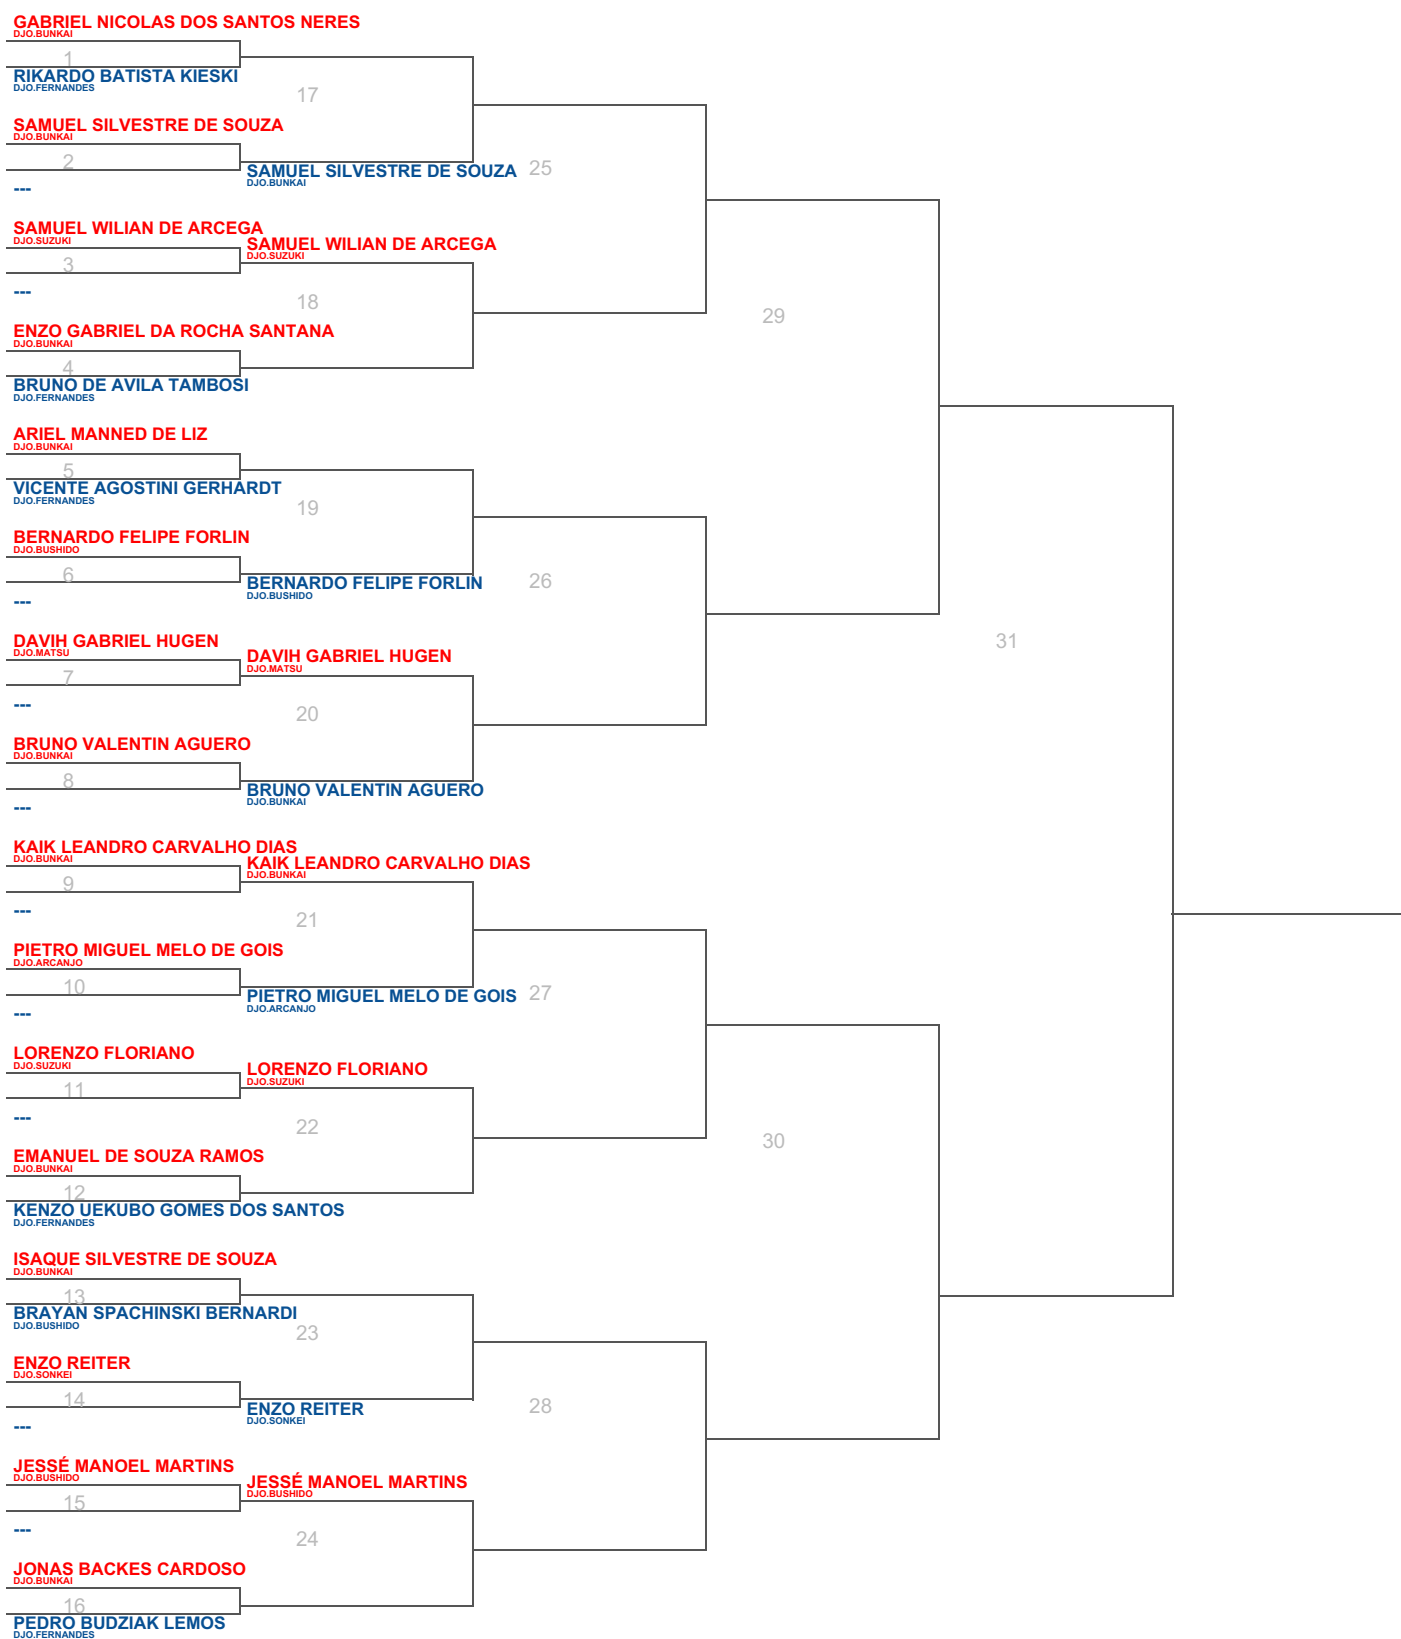 GABRIEL NICOLAS DOS SANTOS NERES
DJO.BUNKAI
1
RIKARDO BATISTA KIESKI
DJO.FERNANDES
17
SAMUEL SILVESTRE DE SOUZA
DJO.BUNKAI
2
---
SAMUEL SILVESTRE DE SOUZA
DJO.BUNKAI
25
SAMUEL WILIAN DE ARCEGA
DJO.SUZUKI
3
---
SAMUEL WILIAN DE ARCEGA
DJO.SUZUKI
18
29
ENZO GABRIEL DA ROCHA SANTANA
DJO.BUNKAI
4
BRUNO DE AVILA TAMBOSI
DJO.FERNANDES
ARIEL MANNED DE LIZ
DJO.BUNKAI
5
VICENTE AGOSTINI GERHARDT
DJO.FERNANDES
19
BERNARDO FELIPE FORLIN
DJO.BUSHIDO
6
---
BERNARDO FELIPE FORLIN
DJO.BUSHIDO
26
DAVIH GABRIEL HUGEN
DJO.MATSU
7
---
DAVIH GABRIEL HUGEN
DJO.MATSU
31
20
BRUNO VALENTIN AGUERO
DJO.BUNKAI
8
---
BRUNO VALENTIN AGUERO
DJO.BUNKAI
KAIK LEANDRO CARVALHO DIAS
DJO.BUNKAI
9
---
KAIK LEANDRO CARVALHO DIAS
DJO.BUNKAI
21
PIETRO MIGUEL MELO DE GOIS
DJO.ARCANJO
10
---
PIETRO MIGUEL MELO DE GOIS
DJO.ARCANJO
27
LORENZO FLORIANO
DJO.SUZUKI
11
---
LORENZO FLORIANO
DJO.SUZUKI
22
30
EMANUEL DE SOUZA RAMOS
DJO.BUNKAI
12
KENZO UEKUBO GOMES DOS SANTOS
DJO.FERNANDES
ISAQUE SILVESTRE DE SOUZA
DJO.BUNKAI
13
BRAYAN SPACHINSKI BERNARDI
DJO.BUSHIDO
23
ENZO REITER
DJO.SONKEI
14
---
ENZO REITER
DJO.SONKEI
28
JESSÉ MANOEL MARTINS
DJO.BUSHIDO
15
---
JESSÉ MANOEL MARTINS
DJO.BUSHIDO
24
JONAS BACKES CARDOSO
DJO.BUNKAI
16
PEDRO BUDZIAK LEMOS
DJO.FERNANDES